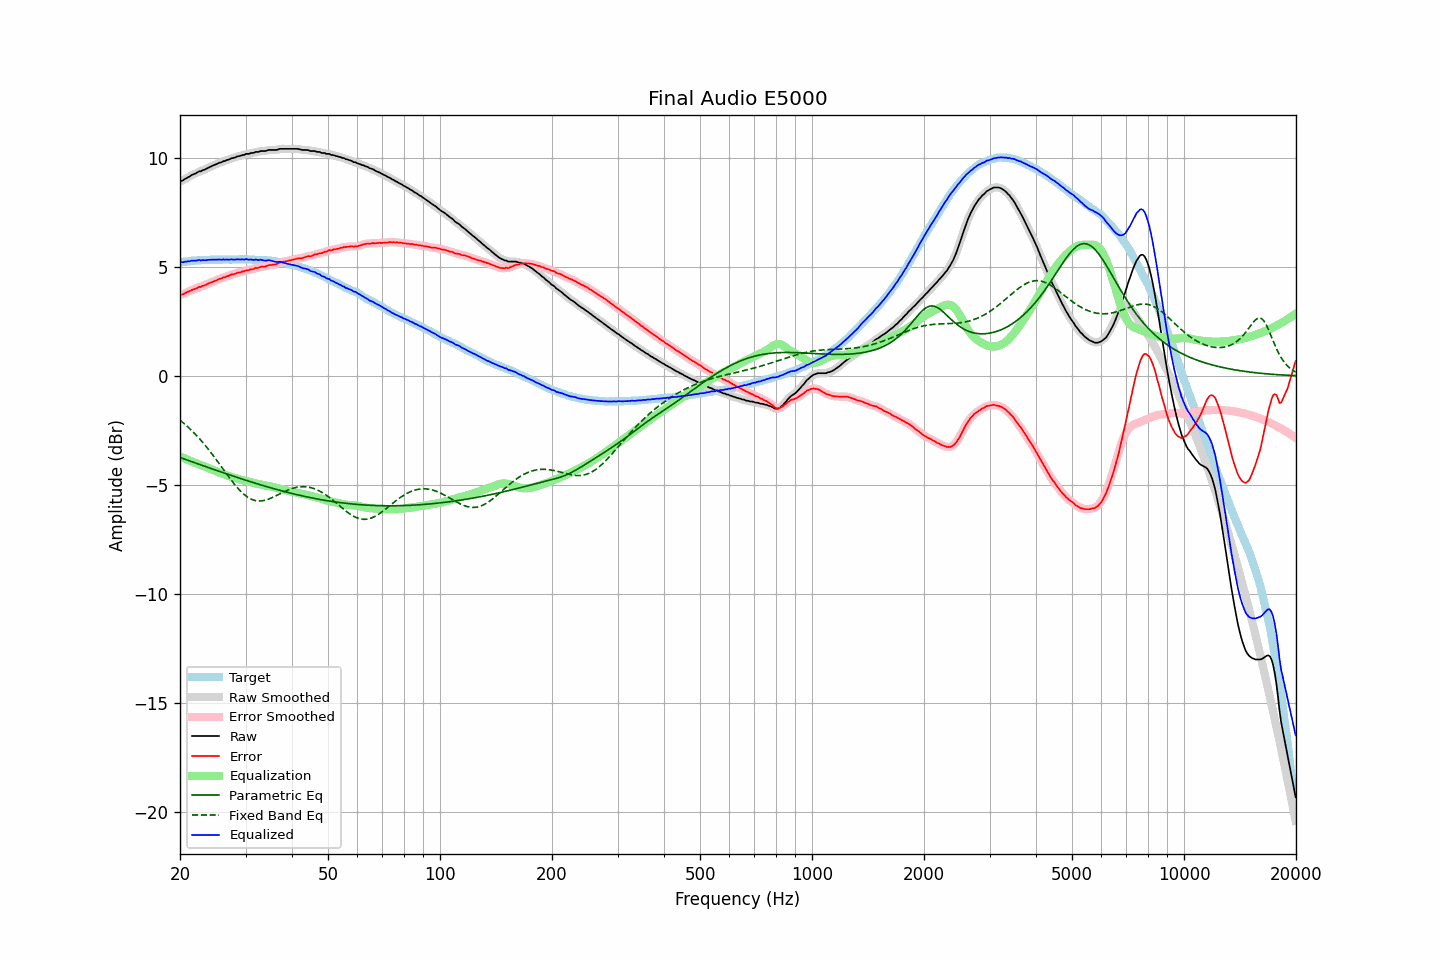 Final Audio E5000
Amplitude (dBr)
10
5
0
−5
−10
−15
−20
Target
Raw Smoothed
Error Smoothed
Raw
Error
Equalization
Parametric Eq
Fixed Band Eq
Equalized
20 50 100 200 500 1000 2000 5000 10000 20000
Frequency (Hz)